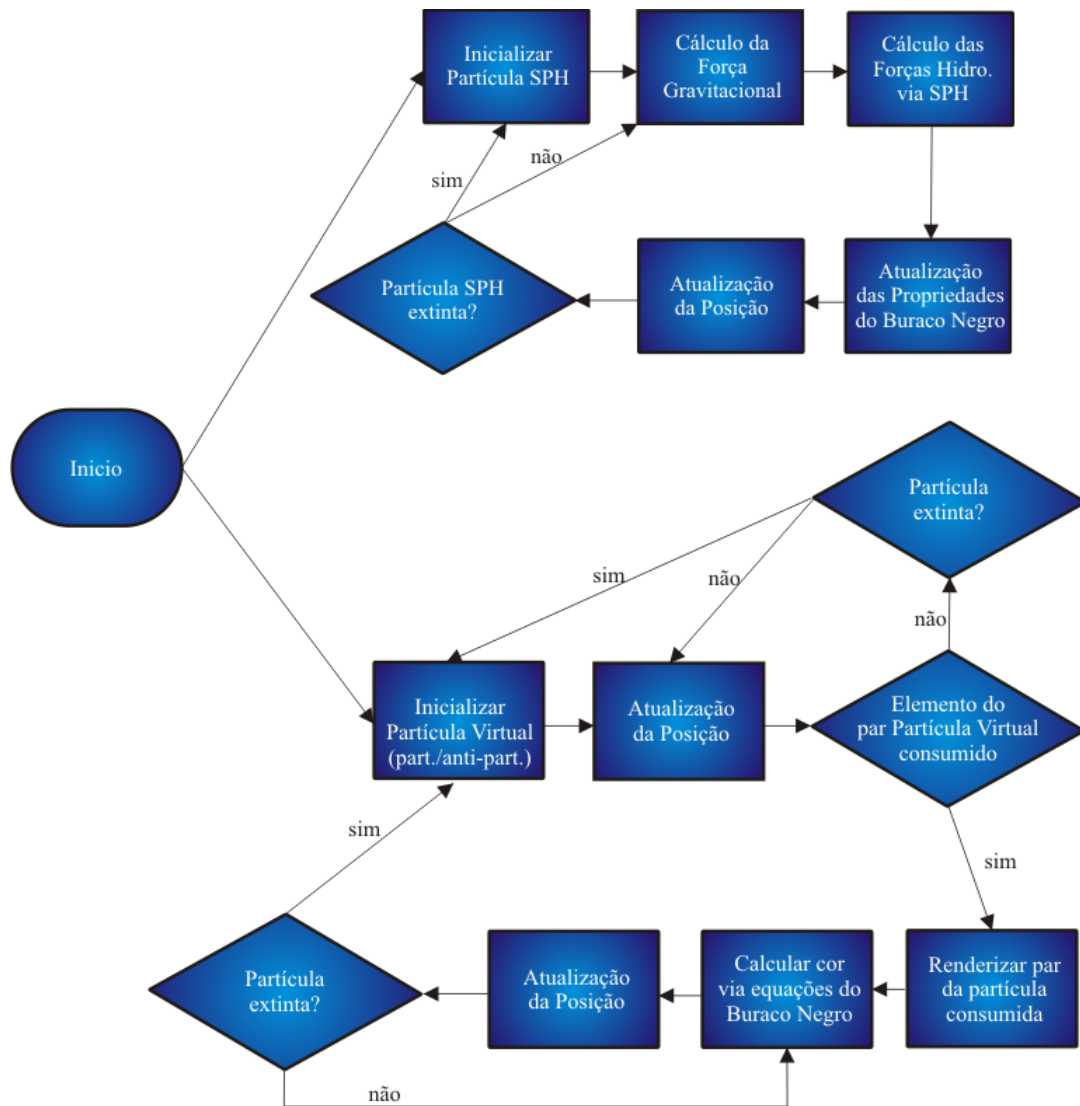 Inicializar
Partícula SPH
Cálculo da
Força
Gravitacional
Cálculo das
Forças Hidro.
via SPH
não
sim
Partícula SPH
extinta?
Atualização
da Posição
Atualização
das Propriedades
do Buraco Negro
Inicio
Partícula
extinta?
sim
não
não
Inicializar
Partícula Virtual
(part./anti-part.)
Atualização
da Posição
Elemento do
par Partícula Virtual
consumido
sim
sim
Partícula
extinta?
Atualização
da Posição
Calcular cor
via equações do
Buraco Negro
Renderizar par
da partícula
consumida
não